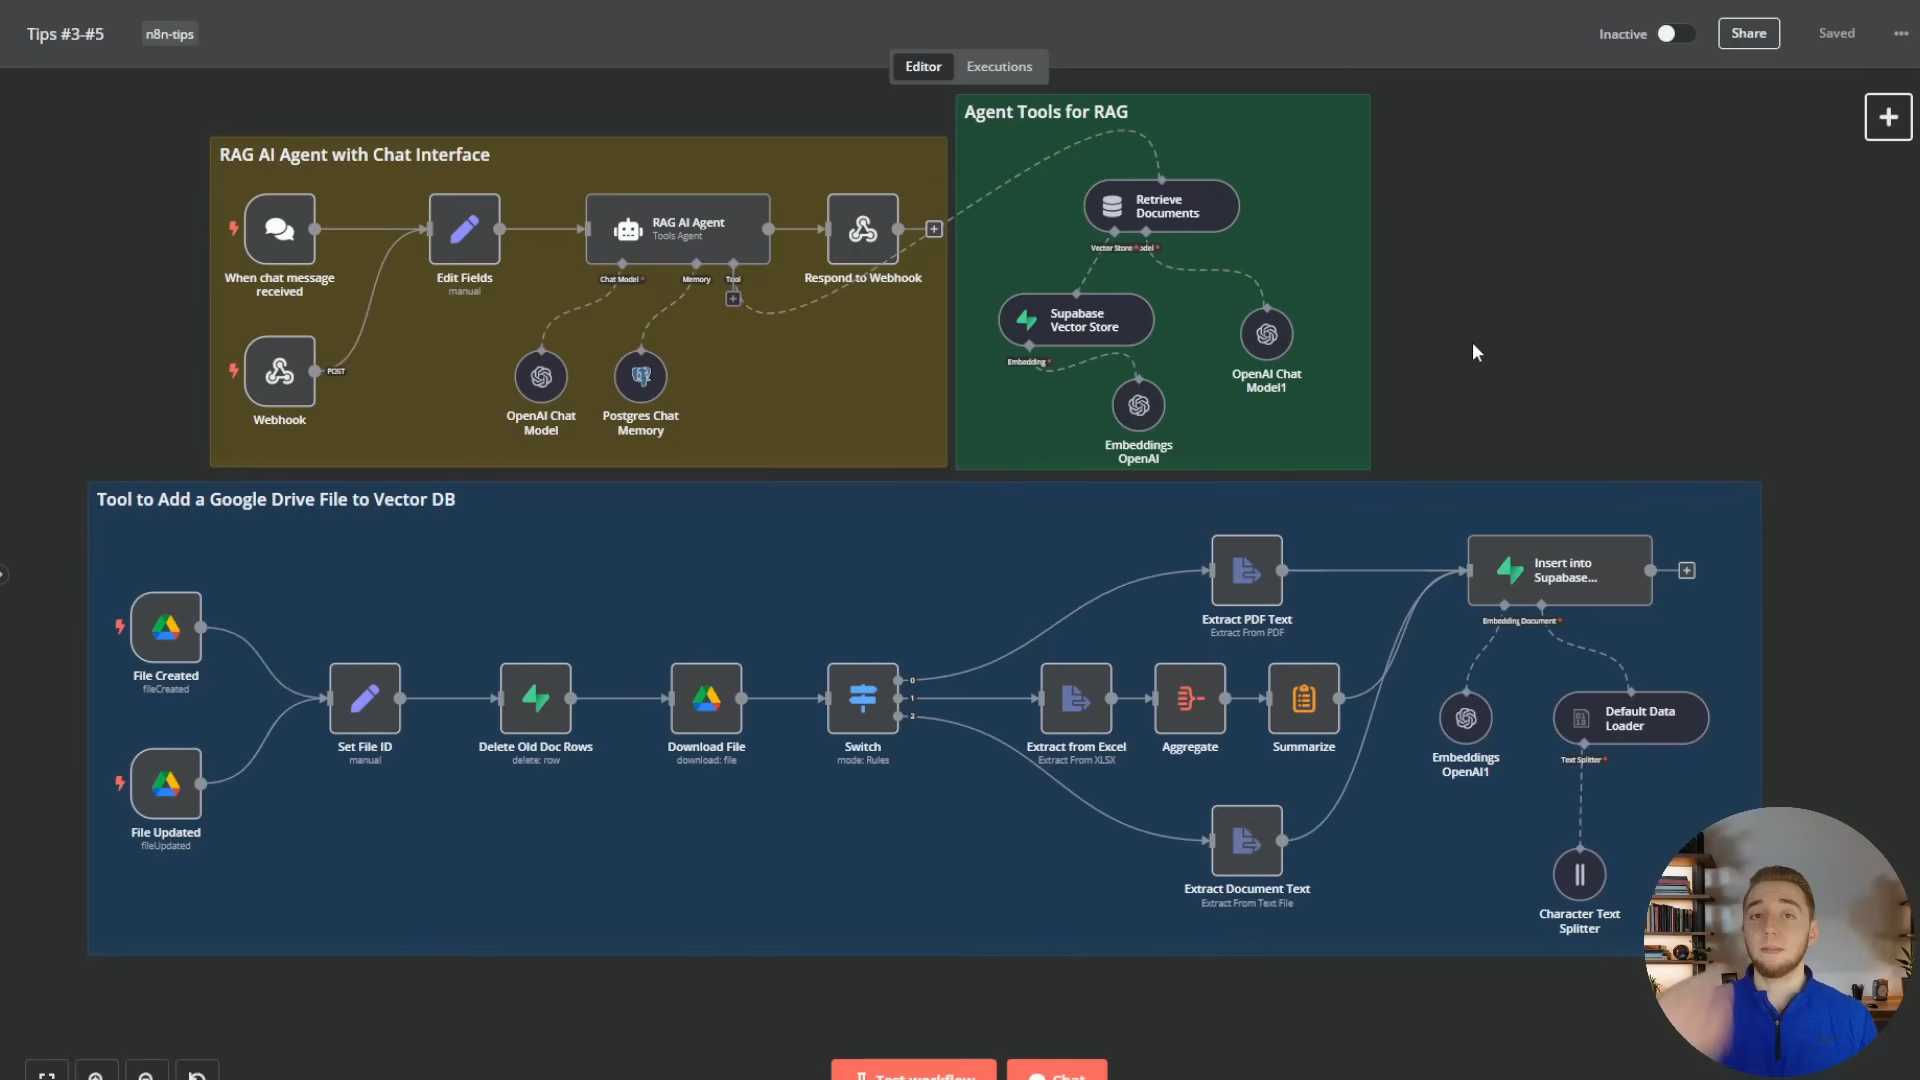 Tips #3-#5
n8n-tips
Inactive
Share
Saved
Editor
Executions
RAG AI Agent with Chat Interface
When chat message
received
Edit Fields
manual
RAG AI Agent
Tools Agent
Chat Model
Memory
Tool
Respond to Webhook
POST
Webhook
OpenAI Chat
Model
Postgres Chat
Memory
Agent Tools for RAG
Retrieve
Documents
Vector Store
Supabase
Vector Store
Embedding
OpenAI Chat
Model1
Embeddings
OpenAI
Tool to Add a Google Drive File to Vector DB
File Created
fileCreated
File Updated
fileUpdated
Set File ID
manual
Delete Old Doc Rows
delete: row
Download File
download: file
Switch
mode: Rules
0
1
2
Extract PDF Text
Extract From PDF
Extract from Excel
Extract From XLSX
Aggregate
Summarize
Extract Document Text
Extract From Text File
Insert into
Supabase...
Embedding
Document
Embeddings
OpenAI1
Default Data
Loader
Text Splitter
Character Text
Splitter
Test workflow
Chat